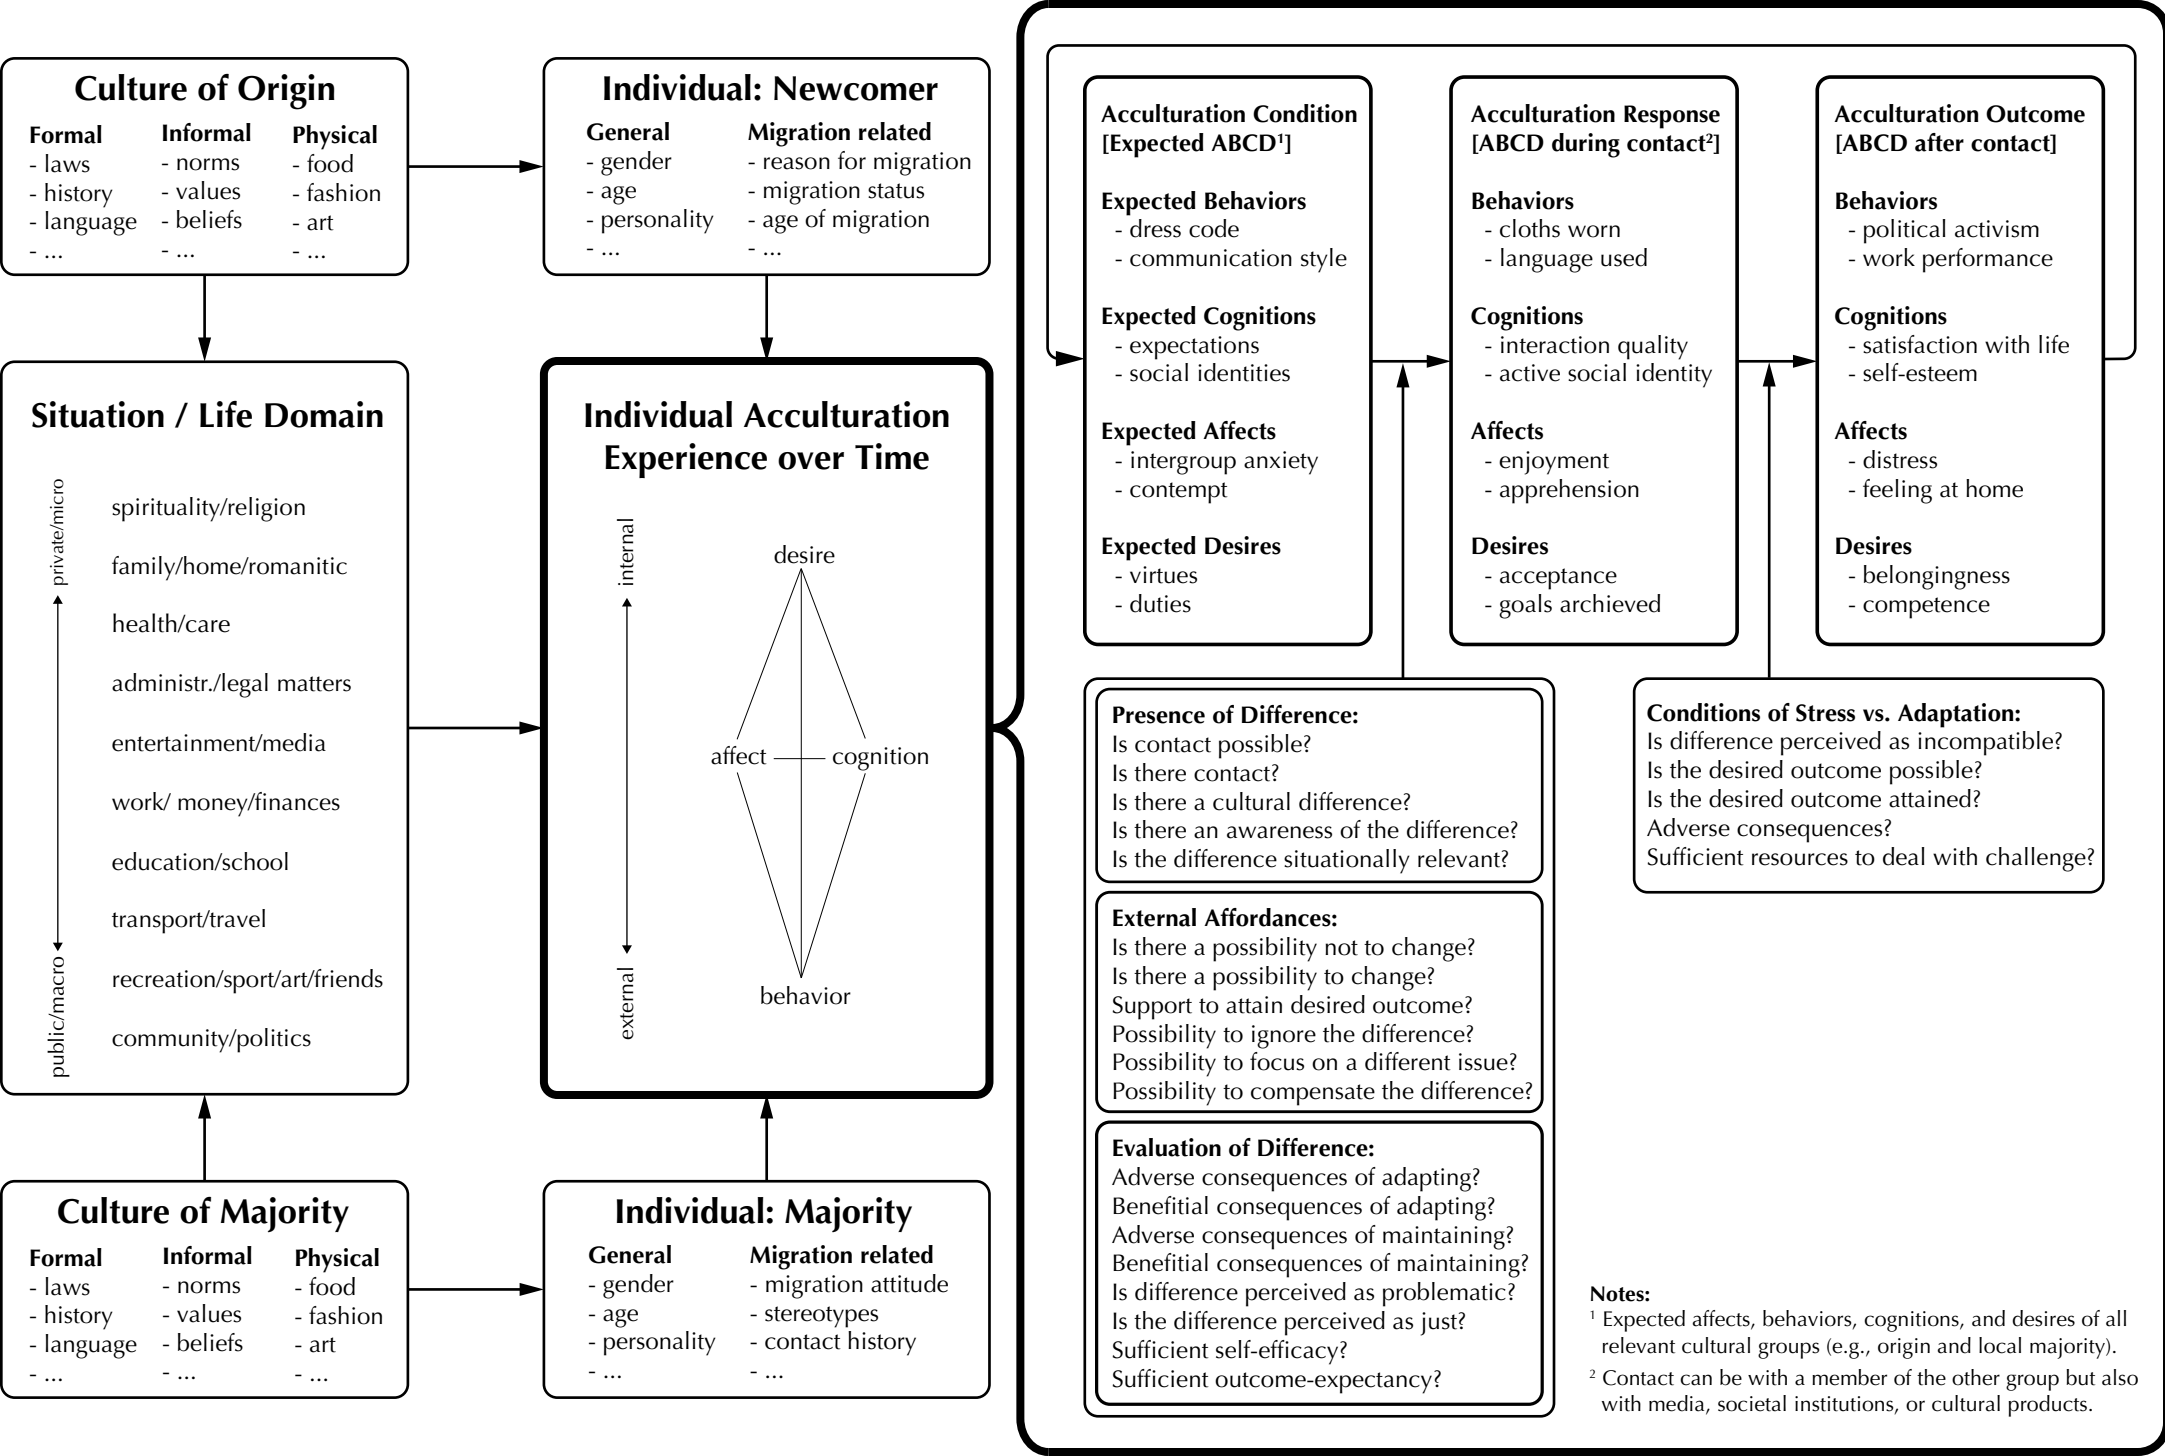 Culture of Origin
Formal
- laws
- history
- language
- ...
Informal
- norms
- values
- beliefs
- ...
Physical
- food
- fashion
- art
- ...
Individual: Newcomer
General
- gender
- age
- personality
- ...
Migration related
- reason for migration
- migration status
- age of migration
- ...
Situation / Life Domain
private/micro
public/macro
spirituality/religion
family/home/romanitic
health/care
administr./legal matters
entertainment/media
work/ money/finances
education/school
transport/travel
recreation/sport/art/friends
community/politics
Individual Acculturation
Experience over Time
internal
external
desire
affect
cognition
behavior
Culture of Majority
Formal
- laws
- history
- language
- ...
Informal
- norms
- values
- beliefs
- ...
Physical
- food
- fashion
- art
- ...
Individual: Majority
General
- gender
- age
- personality
- ...
Migration related
- migration attitude
- stereotypes
- contact history
- ...
Acculturation Condition
[Expected ABCD¹]
Expected Behaviors
- dress code
- communication style
Expected Cognitions
- expectations
- social identities
Expected Affects
- intergroup anxiety
- contempt
Expected Desires
- virtues
- duties
Acculturation Response
[ABCD during contact²]
Behaviors
- cloths worn
- language used
Cognitions
- interaction quality
- active social identity
Affects
- enjoyment
- apprehension
Desires
- acceptance
- goals archieved
Acculturation Outcome
[ABCD after contact]
Behaviors
- political activism
- work performance
Cognitions
- satisfaction with life
- self-esteem
Affects
- distress
- feeling at home
Desires
- belongingness
- competence
Presence of Difference:
Is contact possible?
Is there contact?
Is there a cultural difference?
Is there an awareness of the difference?
Is the difference situationally relevant?
External Affordances:
Is there a possibility not to change?
Is there a possibility to change?
Support to attain desired outcome?
Possibility to ignore the difference?
Possibility to focus on a different issue?
Possibility to compensate the difference?
Evaluation of Difference:
Adverse consequences of adapting?
Benefitial consequences of adapting?
Adverse consequences of maintaining?
Benefitial consequences of maintaining?
Is difference perceived as problematic?
Is the difference perceived as just?
Sufficient self-efficacy?
Sufficient outcome-expectancy?
Conditions of Stress vs. Adaptation:
Is difference perceived as incompatible?
Is the desired outcome possible?
Is the desired outcome attained?
Adverse consequences?
Sufficient resources to deal with challenge?
Notes:
¹ Expected affects, behaviors, cognitions, and desires of all
relevant cultural groups (e.g., origin and local majority).
² Contact can be with a member of the other group but also
with media, societal institutions, or cultural products.